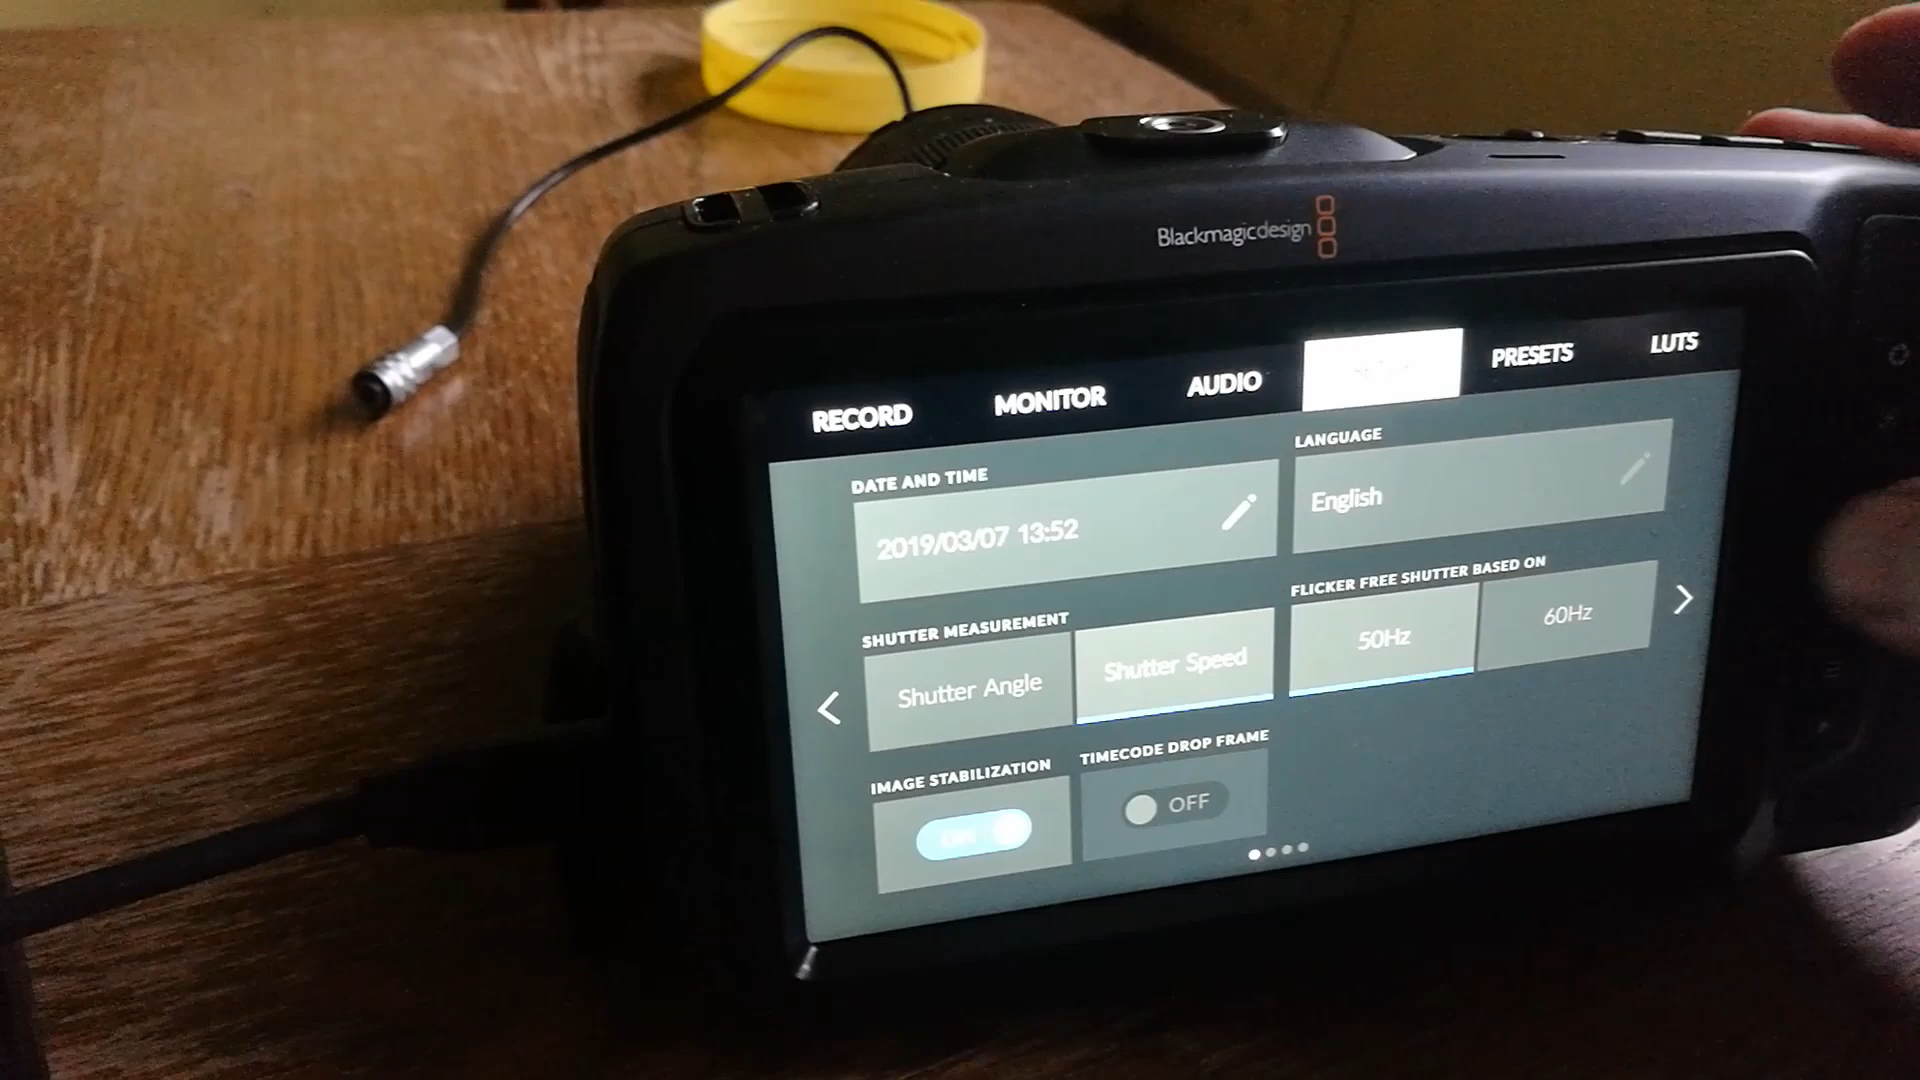 Blackmagicdesign
RECORD MONITOR AUDIO PRESETS LUTS
DATE AND TIME
2019/03/07 13:52
LANGUAGE
English
SHUTTER MEASUREMENT
Shutter Angle Shutter Speed
FLICKER FREE SHUTTER BASED ON
50Hz 60Hz
IMAGE STABILIZATION
ON
TIMECODE DROP FRAME
OFF